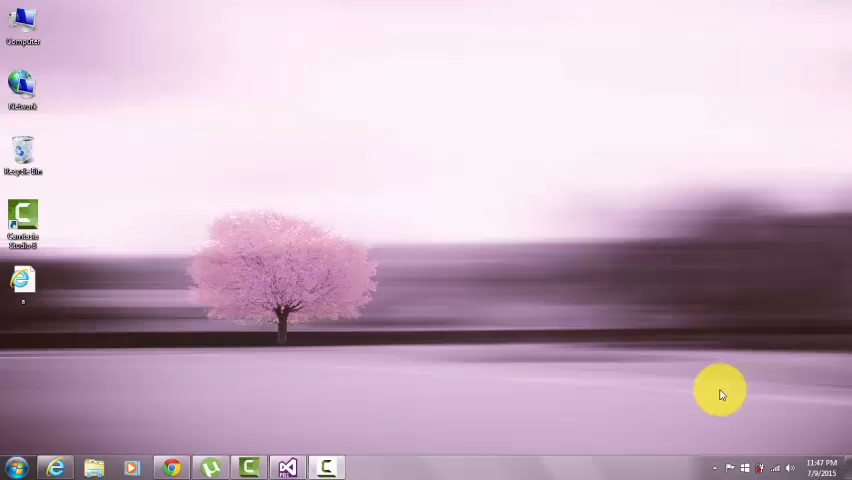 Computer
Network
Recycle Bin
Camtasia
Studio 8
a
11:47 PM
7/9/2015